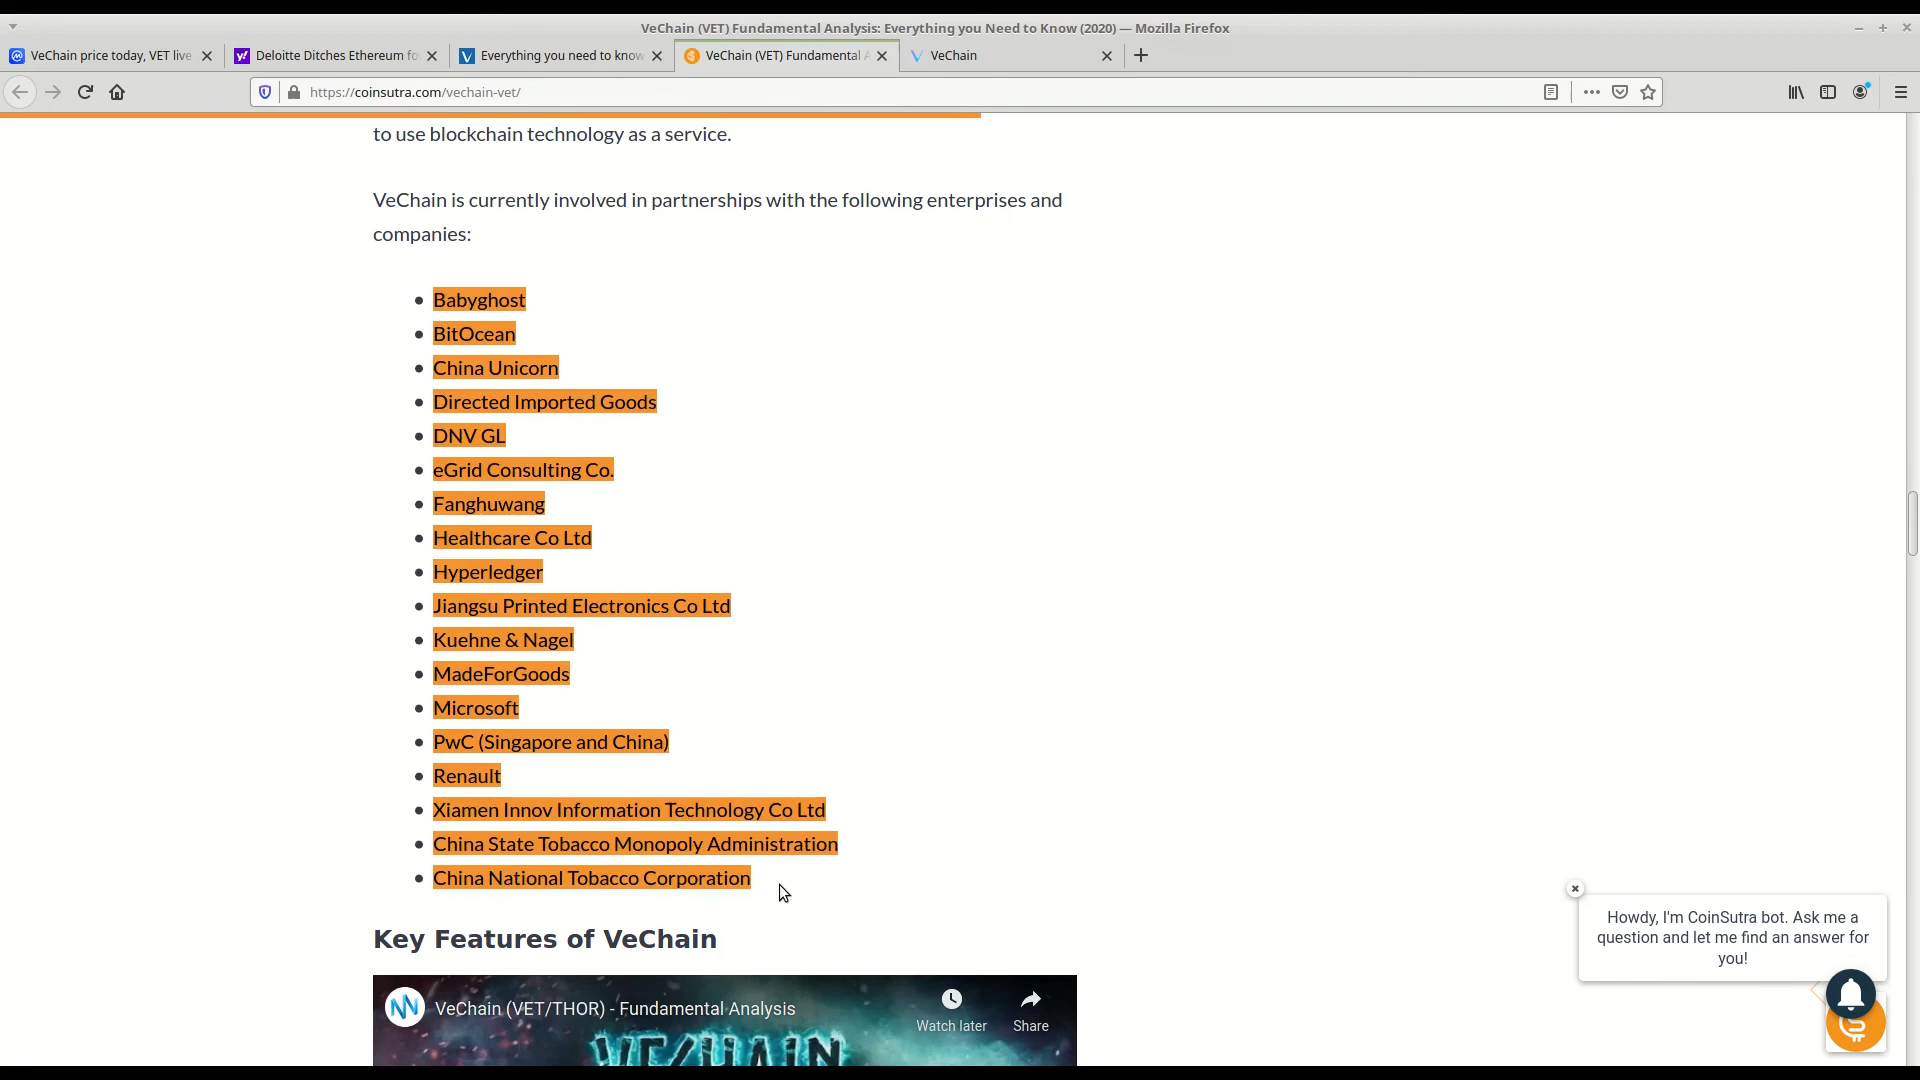 VeChain (VET) Fundamental Analysis: Everything you Need to Know (2020) — Mozilla Firefox
VeChain price today, VET live
Deloitte Ditches Ethereum fo
Everything you need to know
VeChain (VET) Fundamental A
VeChain
https://coinsutra.com/vechain-vet/
to use blockchain technology as a service.
VeChain is currently involved in partnerships with the following enterprises and
companies:
Babyghost
BitOcean
China Unicorn
Directed Imported Goods
DNV GL
eGrid Consulting Co.
Fanghuwang
Healthcare Co Ltd
Hyperledger
Jiangsu Printed Electronics Co Ltd
Kuehne & Nagel
MadeForGoods
Microsoft
PwC (Singapore and China)
Renault
Xiamen Innov Information Technology Co Ltd
China State Tobacco Monopoly Administration
China National Tobacco Corporation
Howdy, I'm CoinSutra bot. Ask me a
question and let me find an answer for
you!
Key Features of VeChain
VeChain (VET/THOR) - Fundamental Analysis
Watch later
Share
VECHAIN